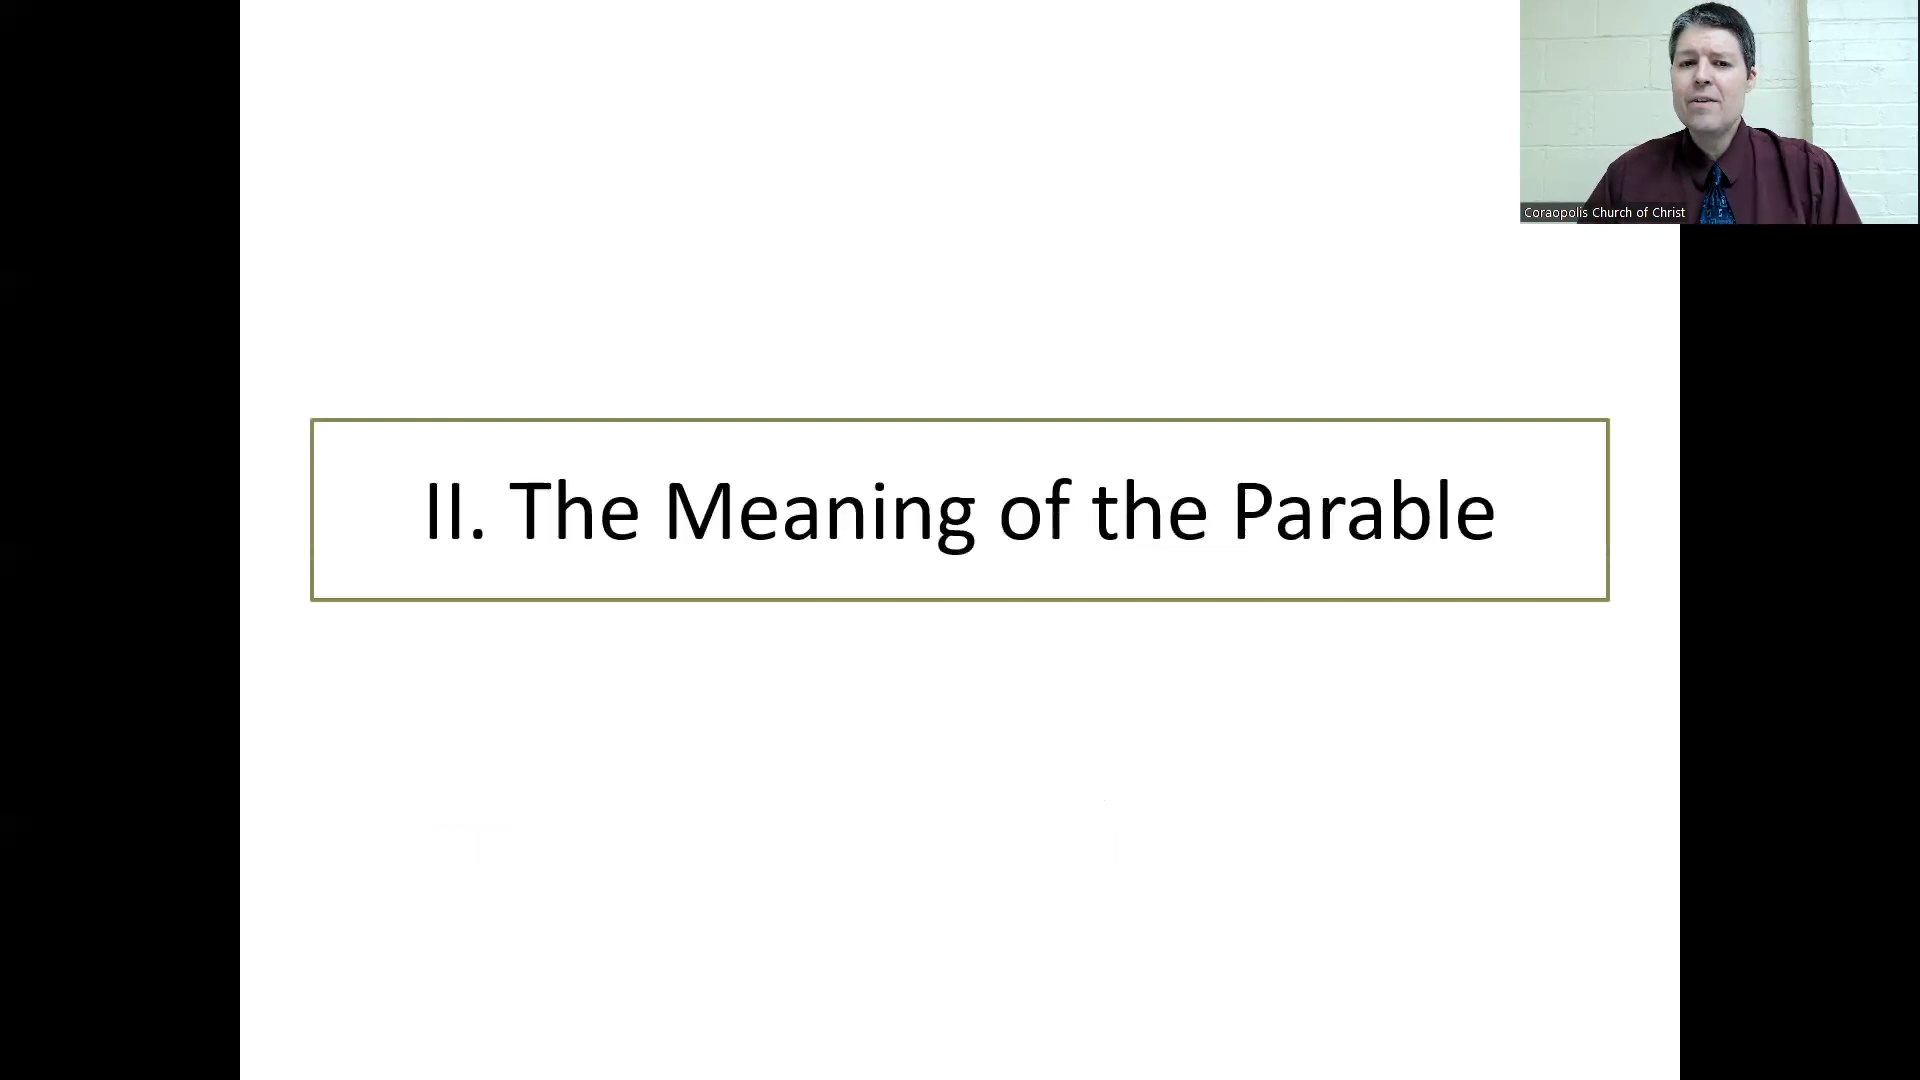 Coraopolis Church of Christ
II. The Meaning of the Parable